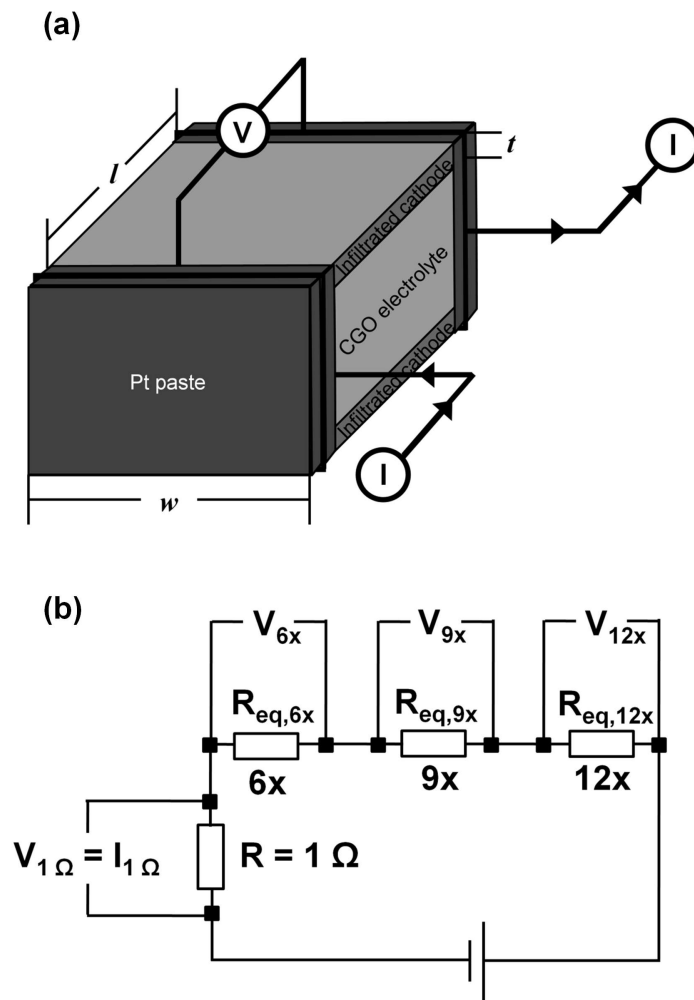 (a)
V
I
l
t
Infiltrated cathode
CGO electrolyte
Infiltrated cathode
Pt paste
I
w
(b)
V6x
V9x
V12x
Req,6x
Req,9x
Req,12x
6x
9x
12x
V1 Ω = I1 Ω
R = 1 Ω